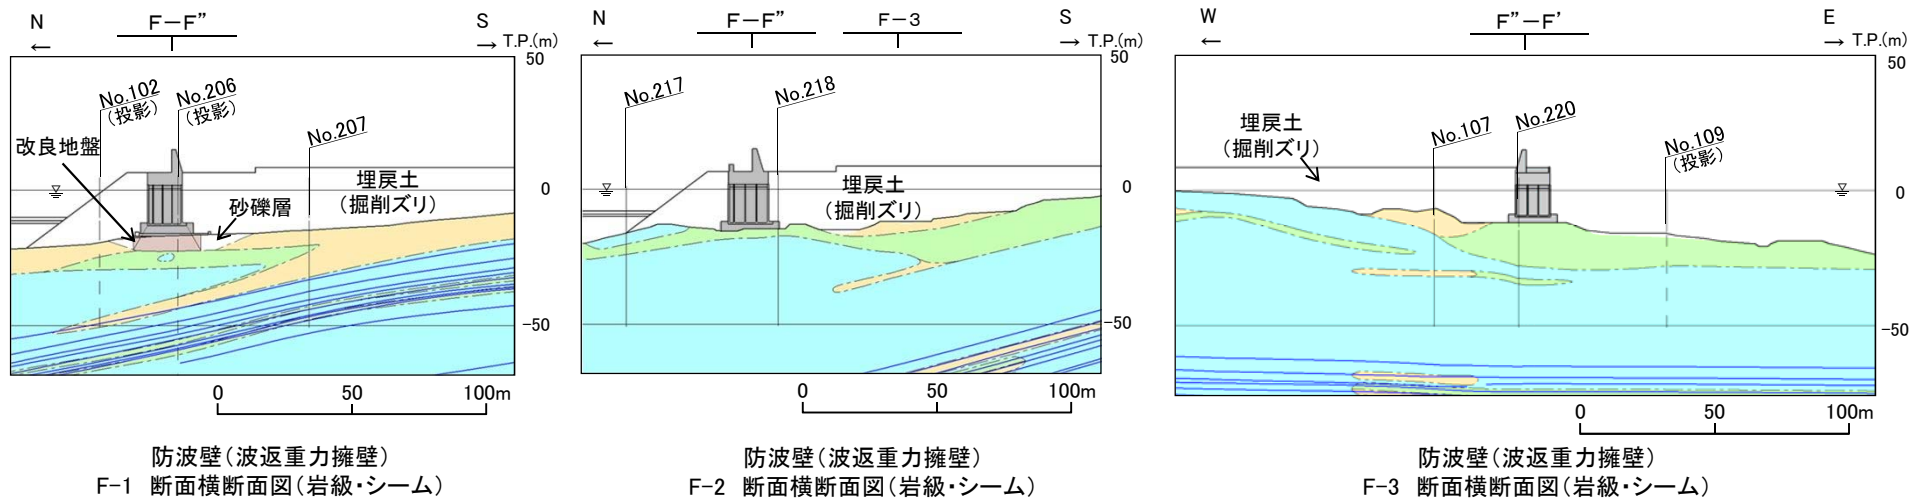 N F-F” S
← → T.P.(m)
50
No.102
(投影)
No.206
(投影)
No.207
改良地盤
埋戻土
(掘削ズリ)
砂礫層
0
-50
0 50 100m
防波壁(波返重力擁壁)
F-1 断面横断面図(岩級・シーム)
N F-F” F-3 S
← → T.P.(m)
50
No.217
No.218
埋戻土
(掘削ズリ)
0
-50
0 50 100m
防波壁(波返重力擁壁)
F-2 断面横断面図(岩級・シーム)
W F”-F’ E
← → T.P.(m)
50
埋戻土
(掘削ズリ)
No.107
No.220
No.109
(投影)
0
-50
0 50 100m
防波壁(波返重力擁壁)
F-3 断面横断面図(岩級・シーム)